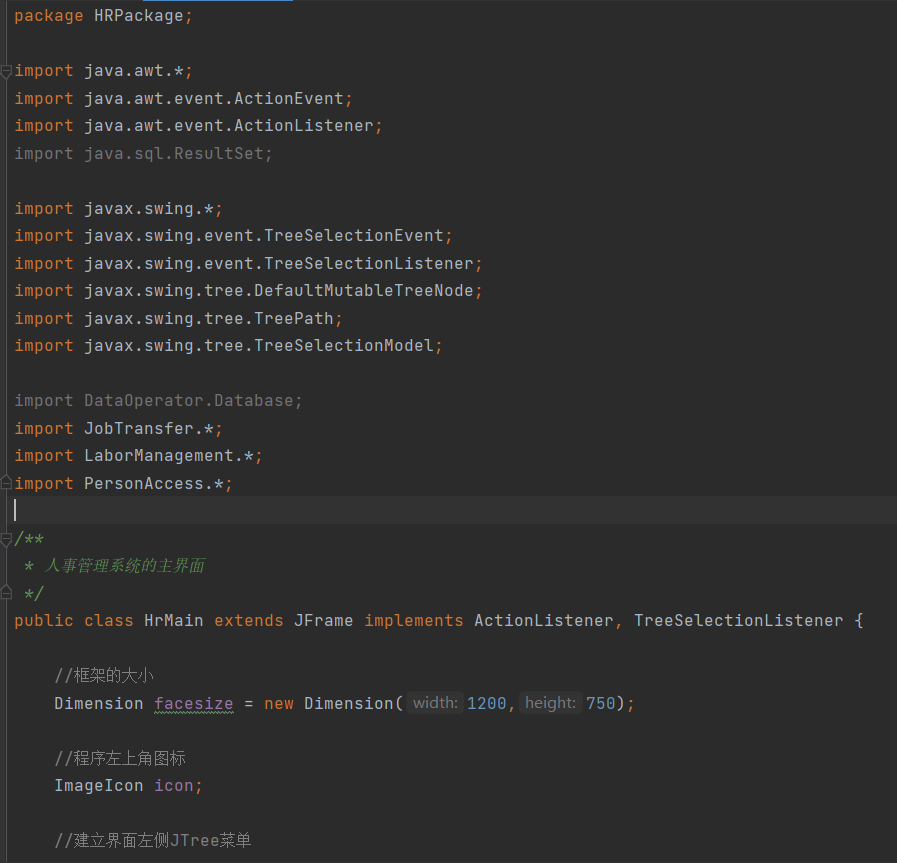 package HRPackage;
import java.awt.*;
import java.awt.event.ActionEvent;
import java.awt.event.ActionListener;
import java.sql.ResultSet;
import javax.swing.*;
import javax.swing.event.TreeSelectionEvent;
import javax.swing.event.TreeSelectionListener;
import javax.swing.tree.DefaultMutableTreeNode;
import javax.swing.tree.TreePath;
import javax.swing.tree.TreeSelectionModel;
import DataOperator.Database;
import JobTransfer.*;
import LaborManagement.*;
import PersonAccess.*;
/**
 * 人事管理系统的主界面
 */
public class HrMain extends JFrame implements ActionListener, TreeSelectionListener {
    //框架的大小
    Dimension facesize = new Dimension( width: 1200, height: 750);
    //程序左上角图标
    ImageIcon icon;
    //建立界面左侧JTree菜单